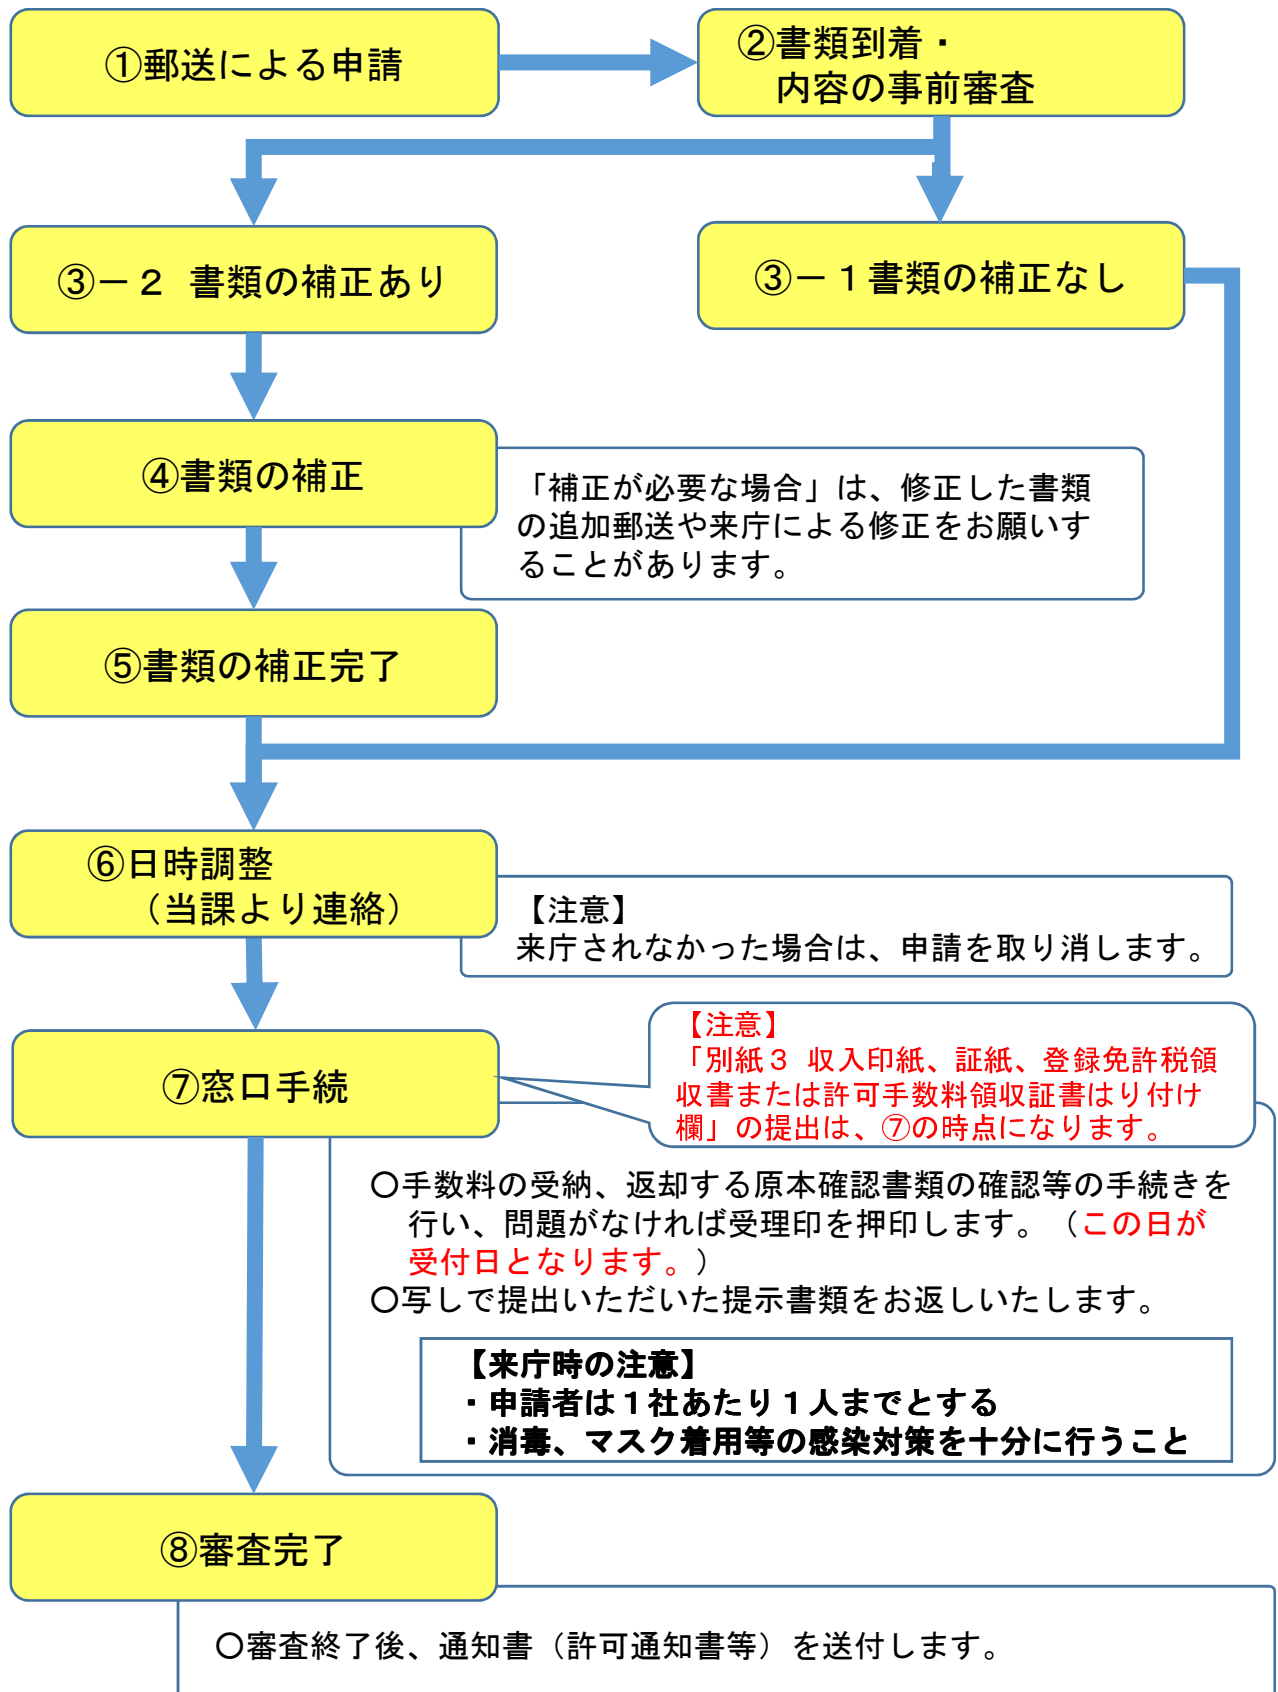 ①郵送による申請
②書類到着・
内容の事前審査
③－２ 書類の補正あり
③－１書類の補正なし
④書類の補正
「補正が必要な場合」は、修正した書類
の追加郵送や来庁による修正をお願いす
ることがあります。
⑤書類の補正完了
⑥日時調整
（当課より連絡）
【注意】
来庁されなかった場合は、申請を取り消します。
⑦窓口手続
【注意】
「別紙３ 収入印紙、証紙、登録免許税領
収書または許可手数料領収証書はり付け
欄」の提出は、⑦の時点になります。
○手数料の受納、返却する原本確認書類の確認等の手続きを
行い、問題がなければ受理印を押印します。（この日が
受付日となります。）
○写しで提出いただいた提示書類をお返しいたします。
【来庁時の注意】
・申請者は１社あたり１人までとする
・消毒、マスク着用等の感染対策を十分に行うこと
⑧審査完了
○審査終了後、通知書（許可通知書等）を送付します。